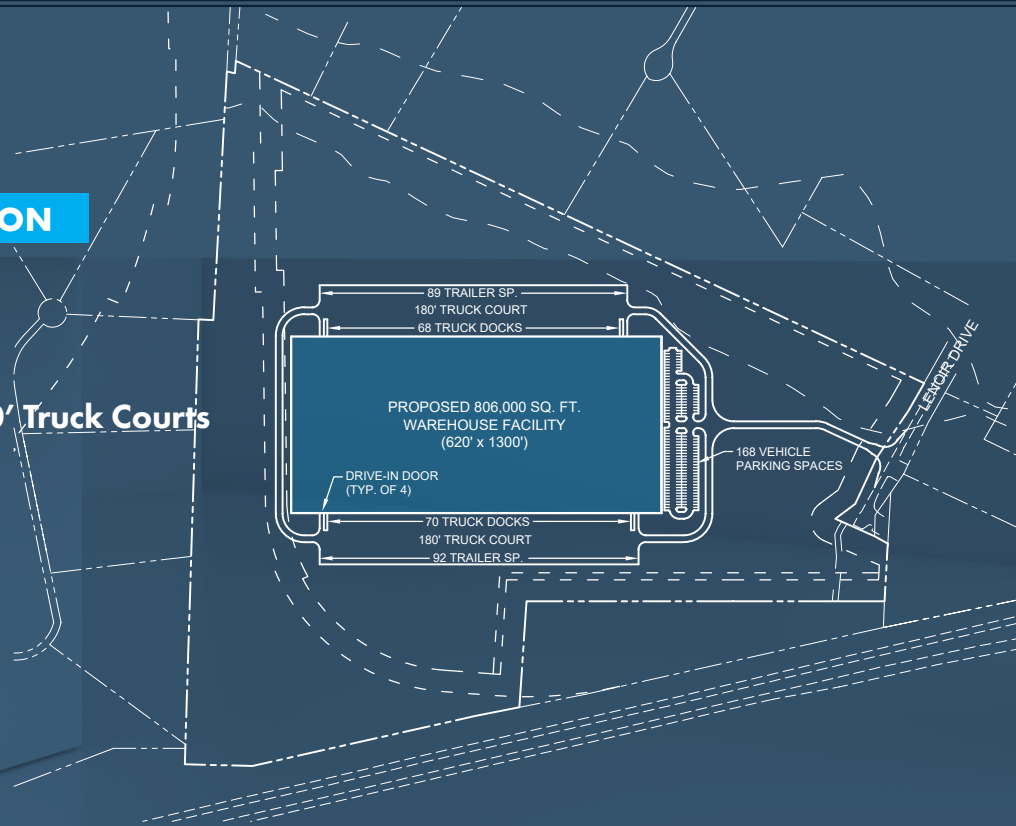 ON
89 TRAILER SP.
180' TRUCK COURT
68 TRUCK DOCKS
LENOIR DRIVE
PROPOSED 806,000 SQ. FT.
WAREHOUSE FACILITY
(620' x 1300')
' Truck Courts
168 VEHICLE
PARKING SPACES
DRIVE-IN DOOR
(TYP. OF 4)
70 TRUCK DOCKS
180' TRUCK COURT
92 TRAILER SP.